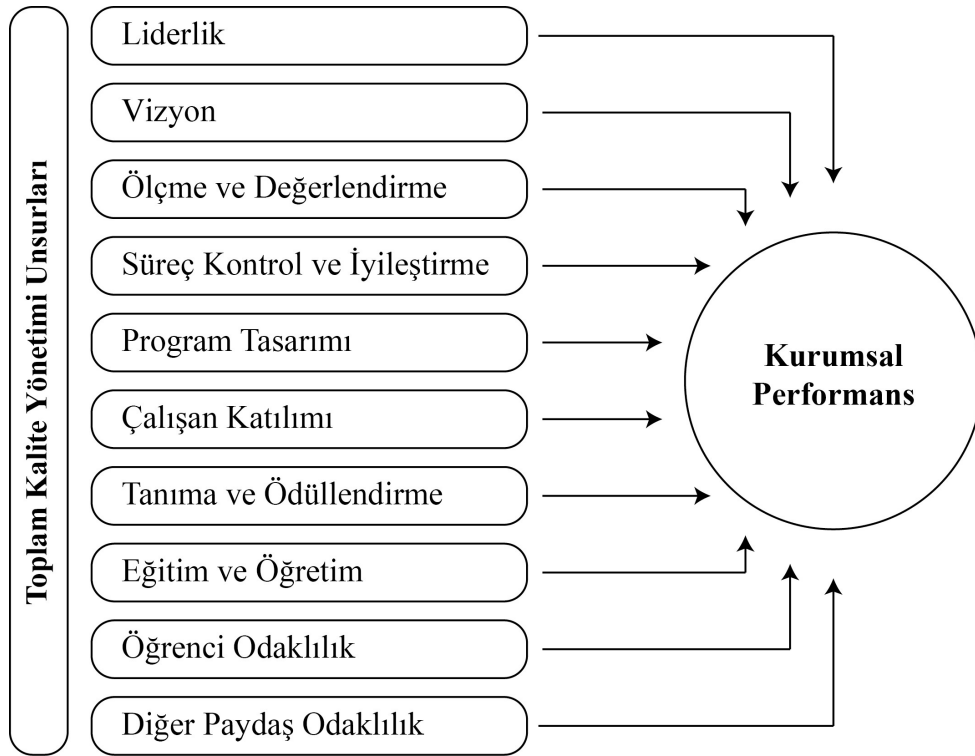 Toplam Kalite Yönetimi Unsurları
Liderlik
Vizyon
Ölçme ve Değerlendirme
Süreç Kontrol ve İyileştirme
Program Tasarımı
Çalışan Katılımı
Tanıma ve Ödüllendirme
Eğitim ve Öğretim
Öğrenci Odaklılık
Diğer Paydaş Odaklılık
Kurumsal
Performans